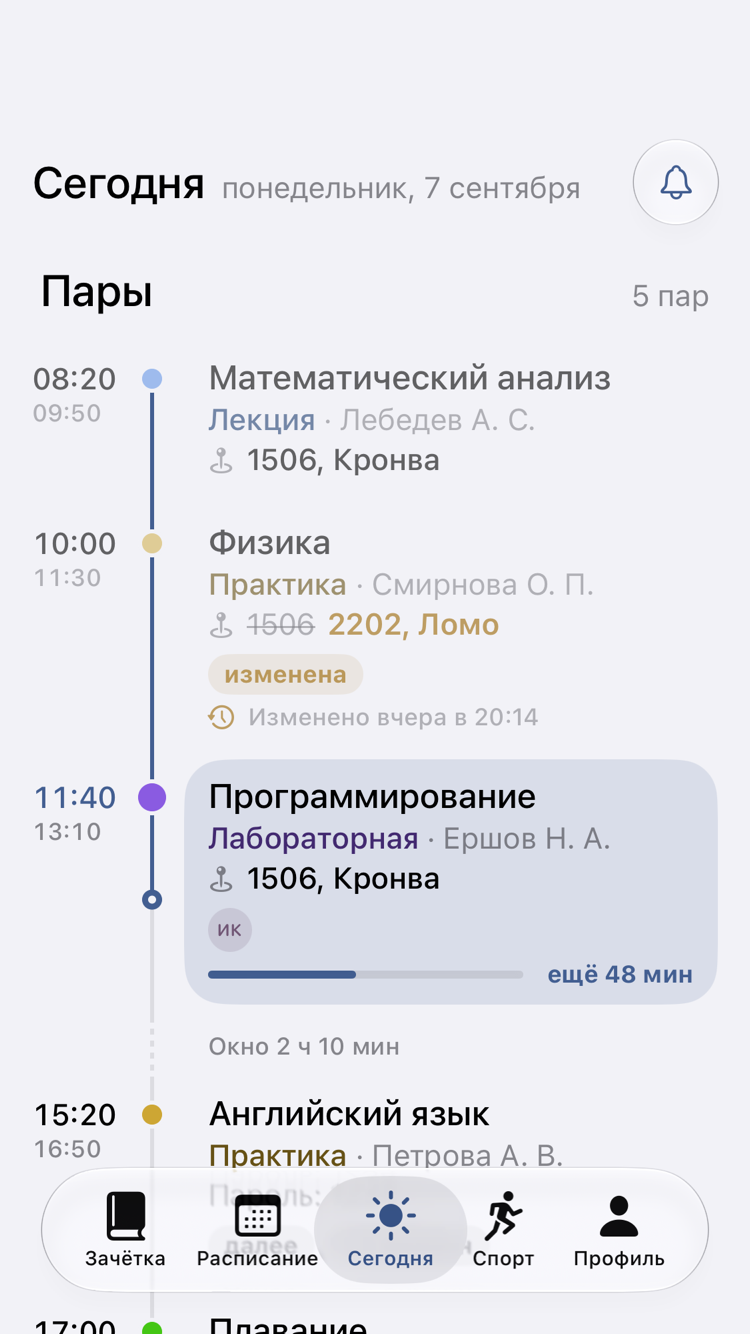 Сегодня понедельник, 7 сентября
Пары 5 пар
08:20 Математический анализ
09:50 Лекция · Лебедев А. С.
1506, Кронва
10:00 Физика
11:30 Практика · Смирнова О. П.
1506 2202, Ломо
изменена
Изменено вчера в 20:14
11:40 Программирование
13:10 Лабораторная · Ершов Н. А.
1506, Кронва
ИК
ещё 48 мин
Окно 2 ч 10 мин
15:20 Английский язык
16:50 Практика · Петрова А. В.
Пароль:
далее
Зачётка Расписание Сегодня Спорт Профиль
17:00 Плавание